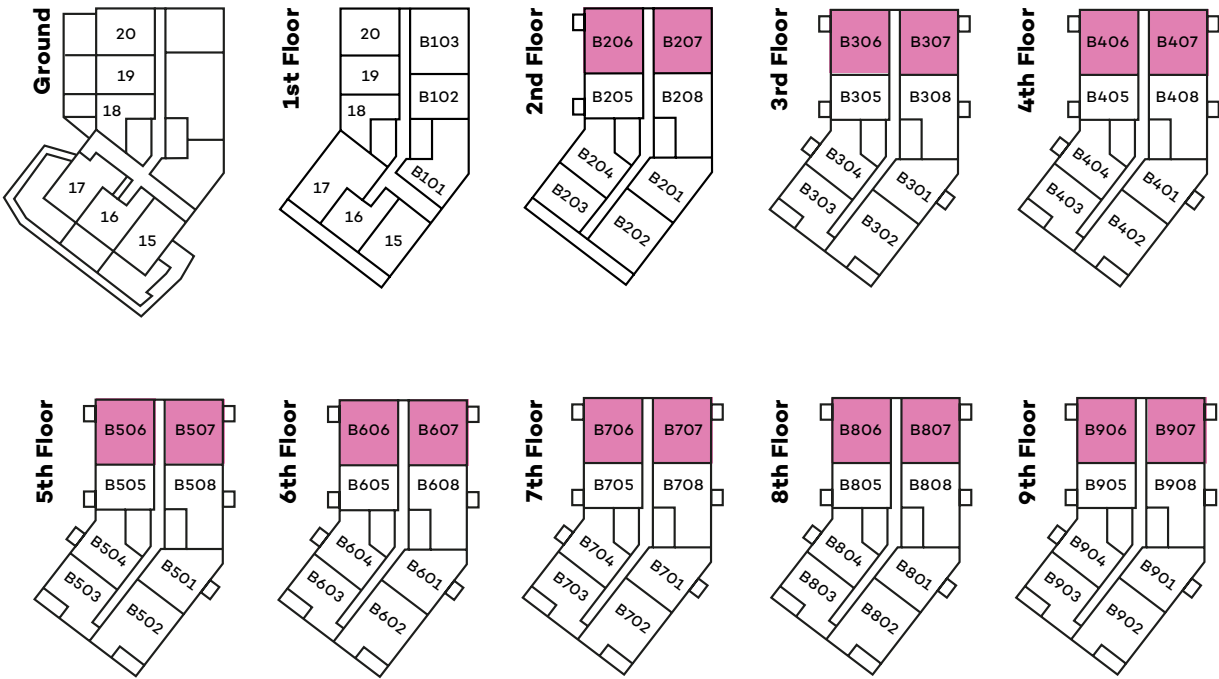 Ground
20
19
18
17
16
15
1st Floor
20
B103
19
B102
18
B101
17
16
15
2nd Floor
B206 B207
B205 B208
B204 B201
B203 B202
3rd Floor
B306 B307
B305 B308
B304 B301
B303 B302
4th Floor
B406 B407
B405 B408
B404 B401
B403 B402
5th Floor
B506 B507
B505 B508
B504 B501
B503 B502
6th Floor
B606 B607
B605 B608
B604 B601
B603 B602
7th Floor
B706 B707
B705 B708
B704 B701
B703 B702
8th Floor
B806 B807
B805 B808
B804 B801
B803 B802
9th Floor
B906 B907
B905 B908
B904 B901
B903 B902